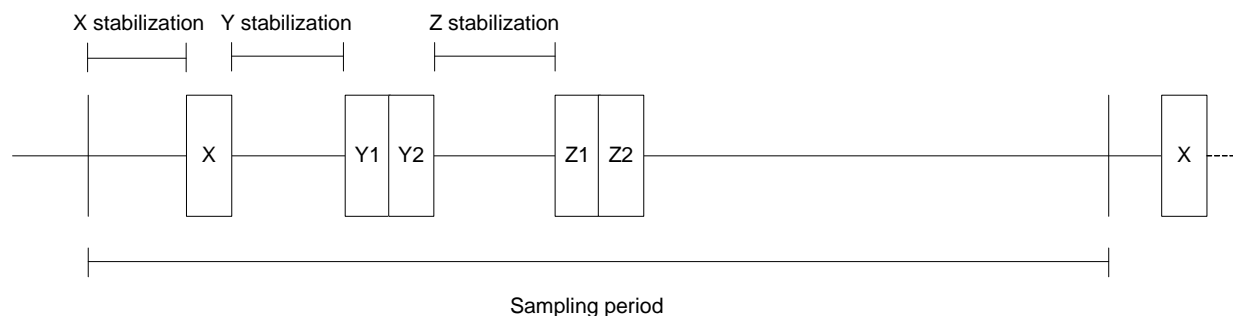 X stabilization Y stabilization Z stabilization
X Y1 Y2 Z1 Z2 X
Sampling period